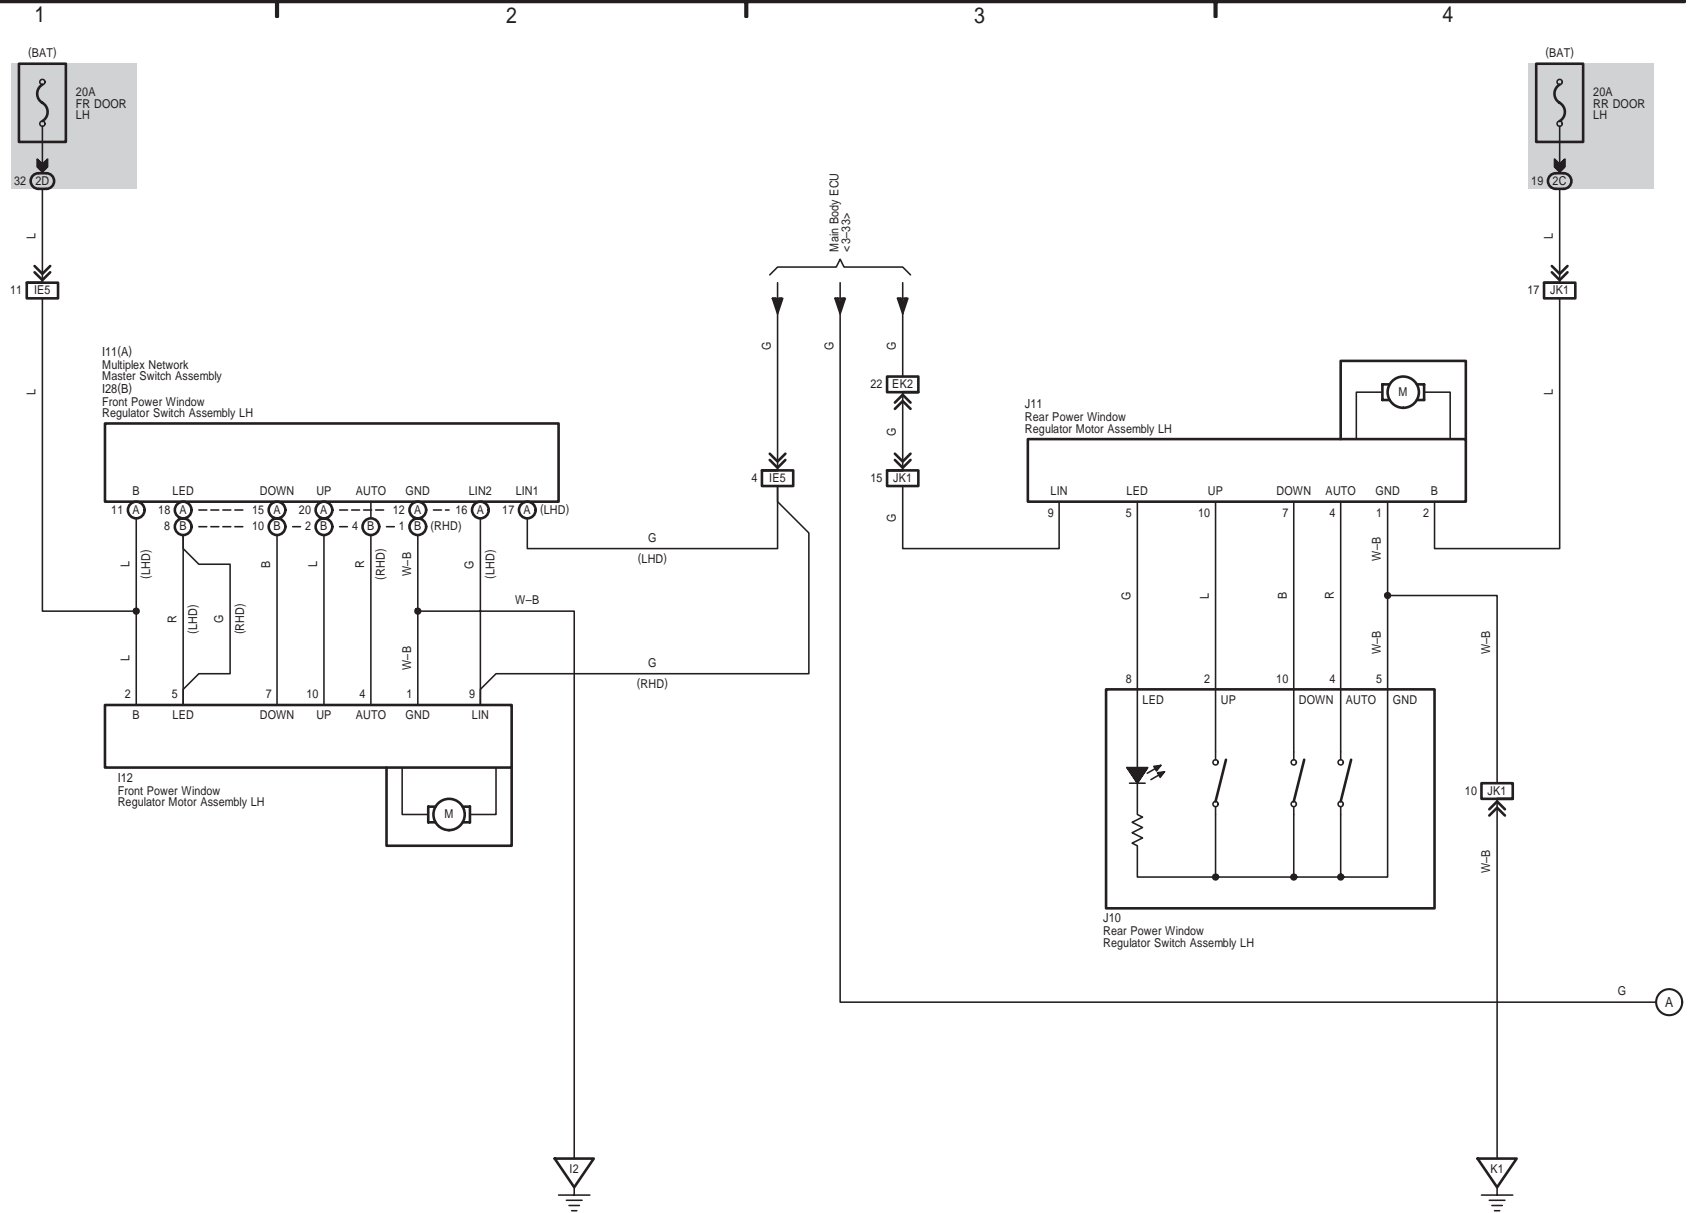 1 2 3 4
(BAT)
20A
FR DOOR
LH
32 2D
L
11 IE5
L
(BAT)
20A
RR DOOR
LH
19 2C
L
17 JK1
L
Main Body ECU
<3–33>
G G G
22 EK2
G
4 IE5
15 JK1
G
I11(A)
Multiplex Network
Master Switch Assembly
I28(B)
Front Power Window
Regulator Switch Assembly LH
B LED DOWN UP AUTO GND LIN2 LIN1
11 A 18 A 15 A 20 A 12 A 16 A 17 A (LHD)
8 B 10 B 2 B 4 B 1 B (RHD)
L (LHD) B L R (RHD) W–B G (LHD)
R (LHD) G (RHD)
L W–B
G
(LHD)
W–B
G
(RHD)
2 5 7 10 4 1 9
B LED DOWN UP AUTO GND LIN
I12
Front Power Window
Regulator Motor Assembly LH
M
J11
Rear Power Window
Regulator Motor Assembly LH
M
LIN LED UP DOWN AUTO GND B
9 5 10 7 4 1 2
W–B
G L B R
W–B W–B
8 2 10 4 5
LED UP DOWN AUTO GND
10 JK1
W–B
J10
Rear Power Window
Regulator Switch Assembly LH
G A
I2
K1